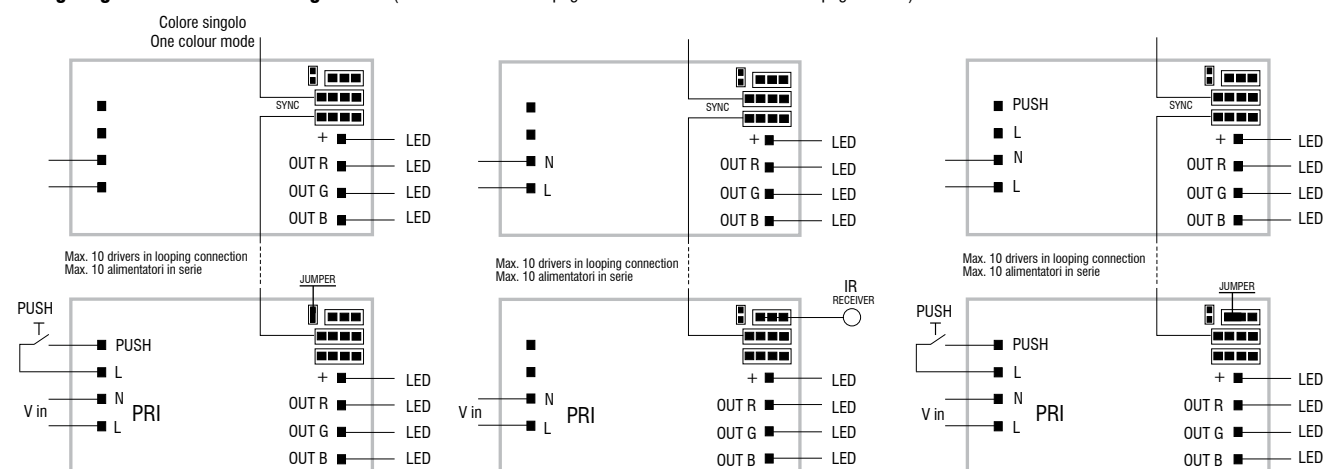 Colore singolo
One colour mode
SYNC
+
LED
OUT R
LED
OUT G
LED
OUT B
LED
Max. 10 drivers in looping connection
Max. 10 alimentatori in serie
JUMPER
PUSH
PUSH
L
N
V in
L
PRI
+
LED
OUT R
LED
OUT G
LED
OUT B
LED
SYNC
N
L
+
LED
OUT R
LED
OUT G
LED
OUT B
LED
Max. 10 drivers in looping connection
Max. 10 alimentatori in serie
IR
RECEIVER
N
V in
L
PRI
+
LED
OUT R
LED
OUT G
LED
OUT B
LED
PUSH
L
N
L
SYNC
+
LED
OUT R
LED
OUT G
LED
OUT B
LED
Max. 10 drivers in looping connection
Max. 10 alimentatori in serie
JUMPER
PUSH
PUSH
L
N
V in
L
PRI
+
LED
OUT R
LED
OUT G
LED
OUT B
LED